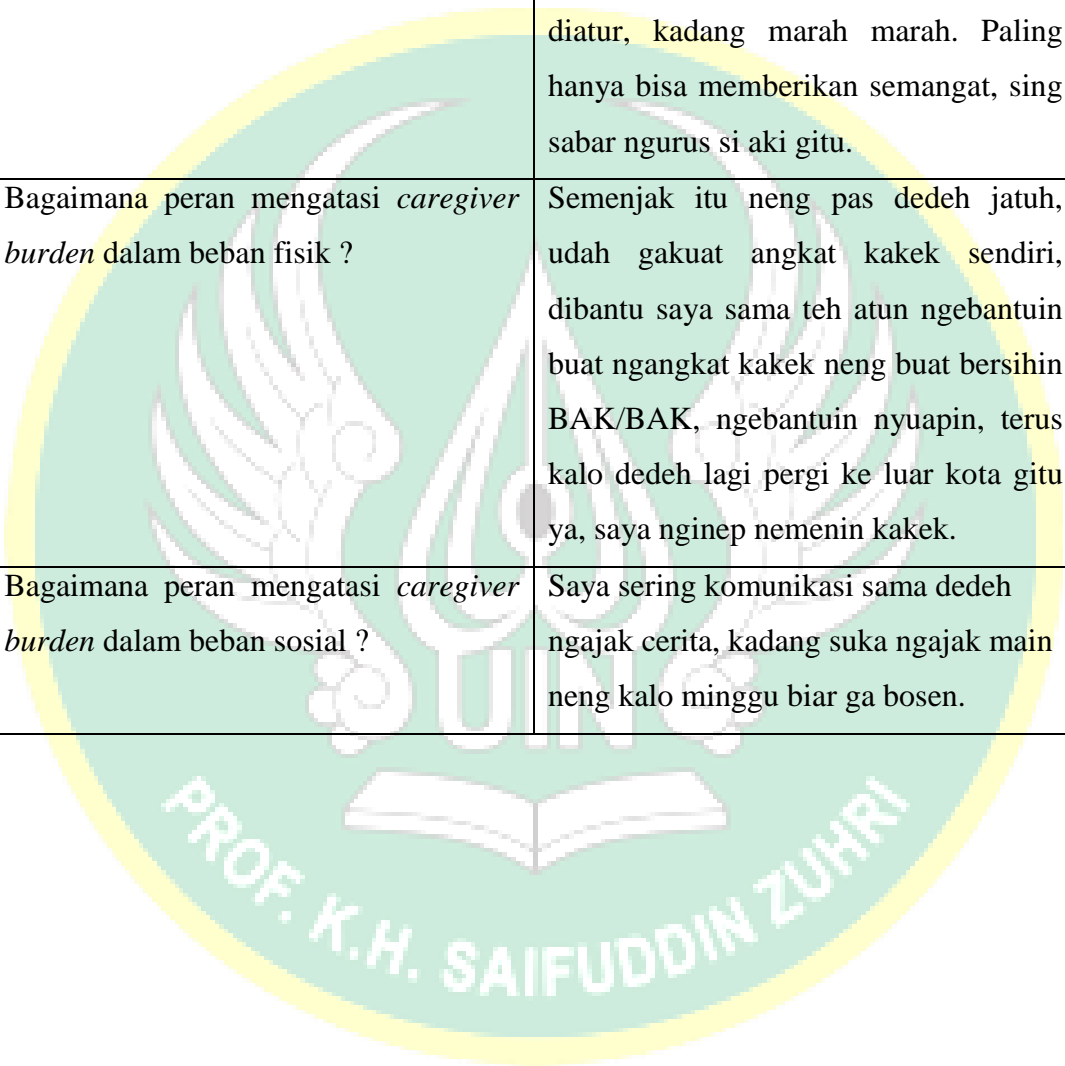 diatur, kadang marah marah. Paling
hanya bisa memberikan semangat, sing
sabar ngurus si aki gitu.
Bagaimana peran mengatasi caregiver
burden dalam beban fisik ?
Semenjak itu neng pas dedeh jatuh,
udah gakuat angkat kakek sendiri,
dibantu saya sama teh atun ngebantuin
buat ngangkat kakek neng buat bersihin
BAK/BAK, ngebantuin nyuapin, terus
kalo dedeh lagi pergi ke luar kota gitu
ya, saya nginep nemenin kakek.
Bagaimana peran mengatasi caregiver
burden dalam beban sosial ?
Saya sering komunikasi sama dedeh
ngajak cerita, kadang suka ngajak main
neng kalo minggu biar ga bosen.
UIN
PROF. K.H. SAIFUDDIN ZUHRI